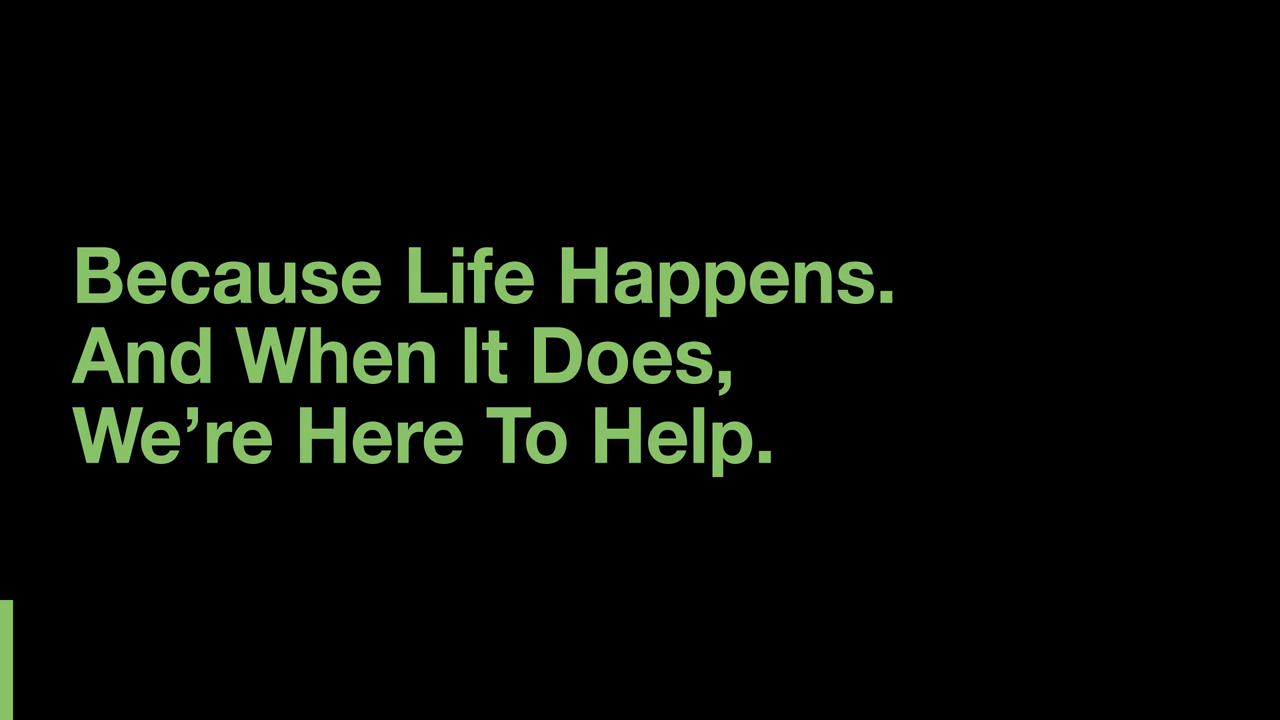 Because Life Happens.
And When It Does,
We’re Here To Help.